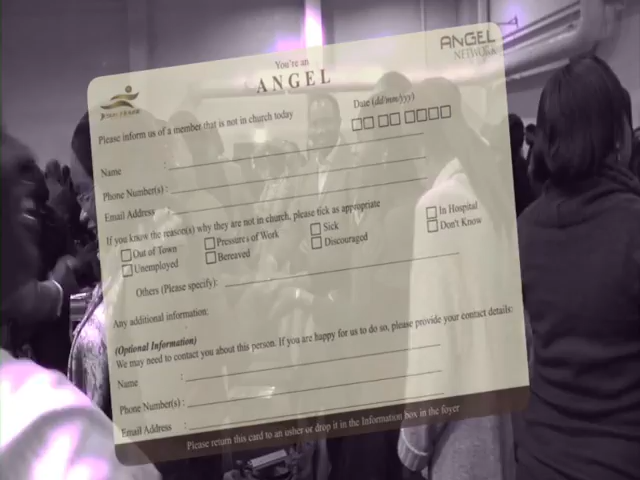 You're an
ANGEL
ANGEL
NETWORK
Date (dd/mm/yyy)
Please inform us of a member that is not in church today
Name :
Phone Number(s) :
Email Address
If you know the reason(s) why they are not in church, please tick as appropriate
Out of Town Pressures of Work Sick In Hospital
Unemployed Bereaved Discouraged Don't Know
Others (Please specify):
Any additional information:
(Optional Information)
We may need to contact you about this person. If you are happy for us to do so, please provide your contact details:
Name :
Phone Number(s) :
Email Address :
Please return this card to an usher or drop it in the Information box in the foyer